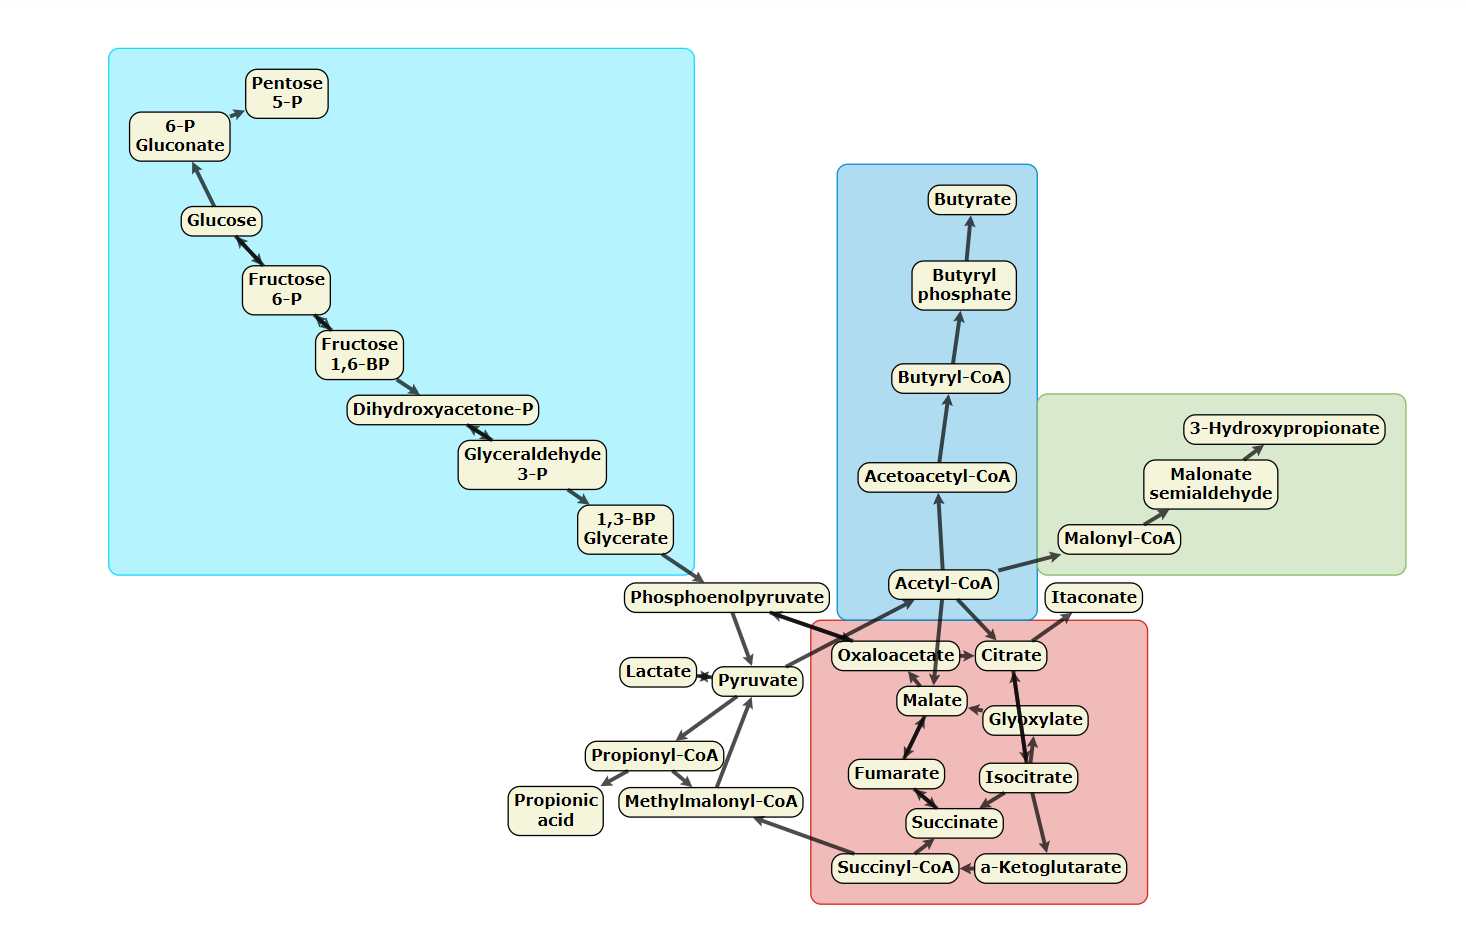 Pentose
5-P
6-P
Gluconate
Glucose
Fructose
6-P
Fructose
1,6-BP
Dihydroxyacetone-P
Glyceraldehyde
3-P
1,3-BP
Glycerate
Butyrate
Butyryl
phosphate
Butyryl-CoA
Acetoacetyl-CoA
Acetyl-CoA
3-Hydroxypropionate
Malonate
semialdehyde
Malonyl-CoA
Itaconate
Phosphoenolpyruvate
Lactate
Pyruvate
Propionyl-CoA
Propionic
acid
Methylmalonyl-CoA
Oxaloacetate
Citrate
Malate
Glyoxylate
Fumarate
Isocitrate
Succinate
Succinyl-CoA
a-Ketoglutarate